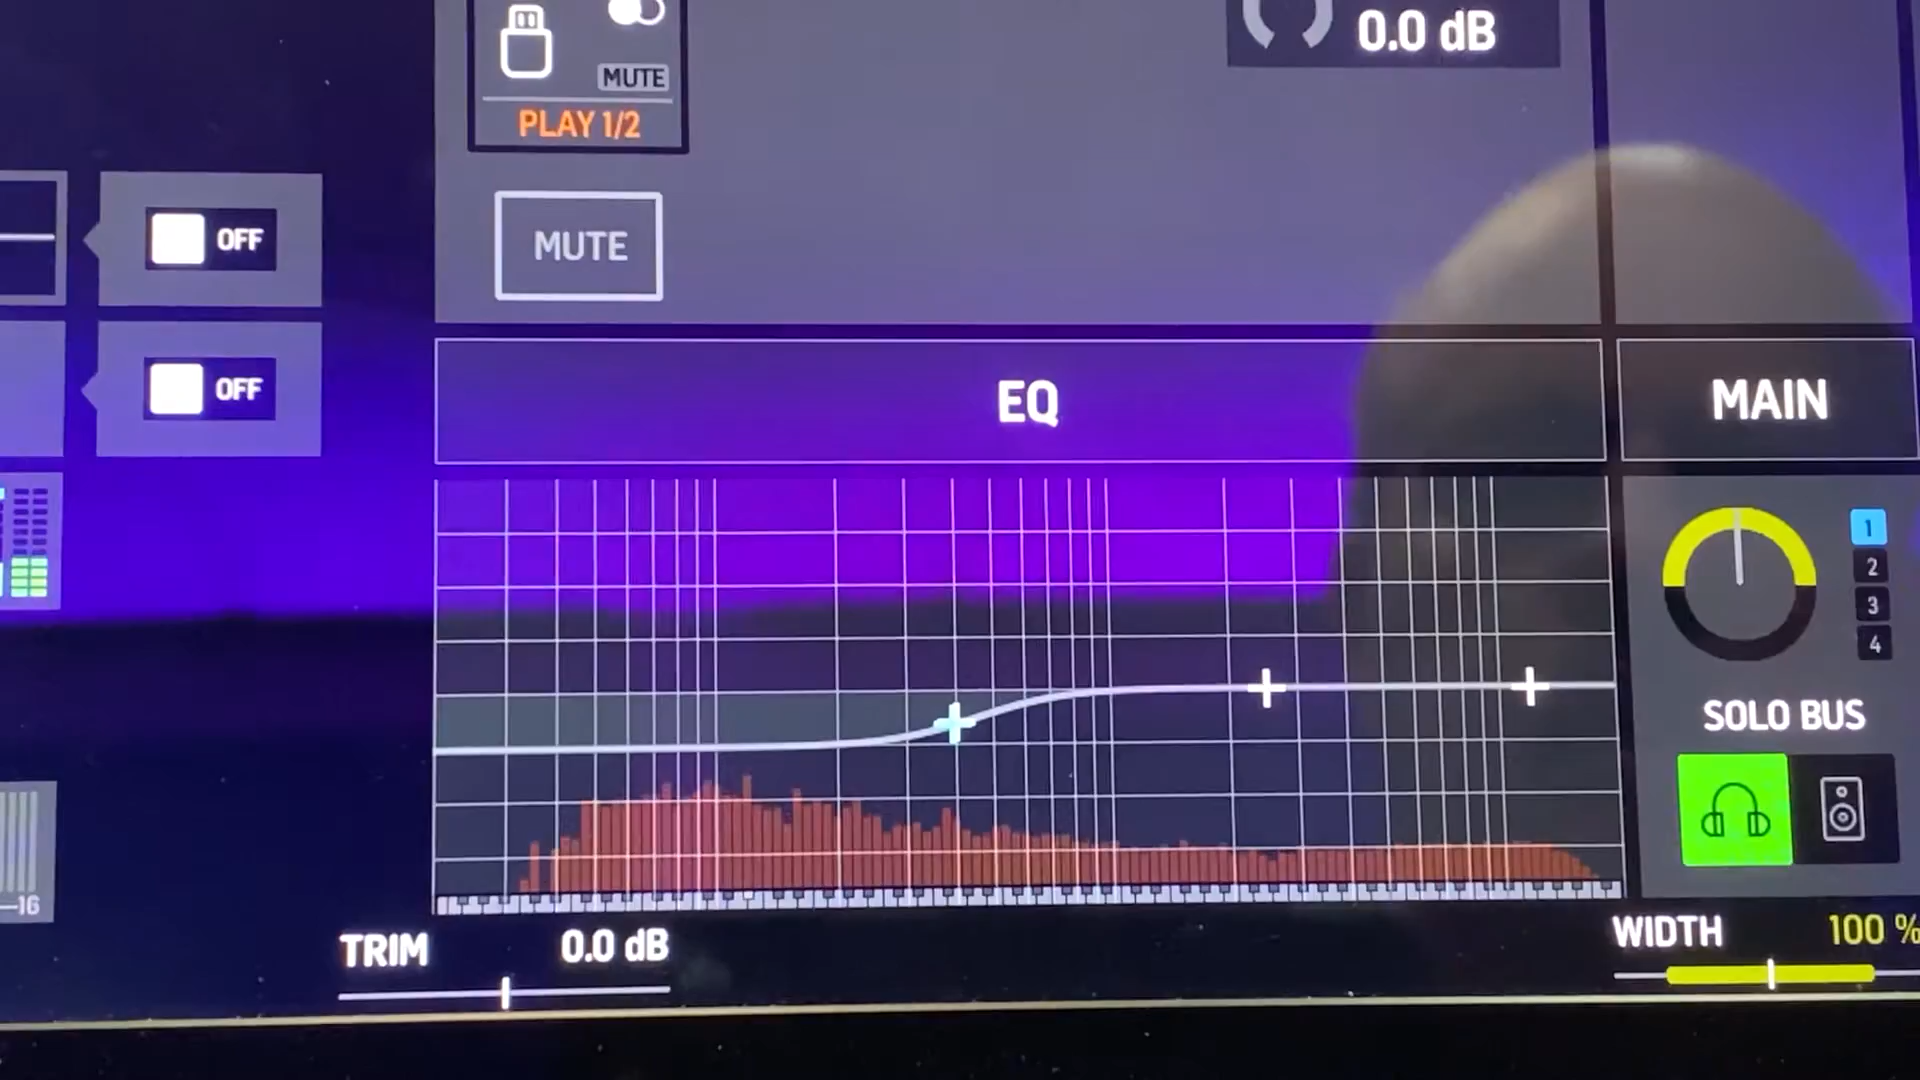 0.0 dB
MUTE
PLAY 1/2
MUTE
OFF
OFF
EQ
MAIN
1
2
3
4
SOLO BUS
-16
TRIM 0.0 dB
WIDTH 100 %